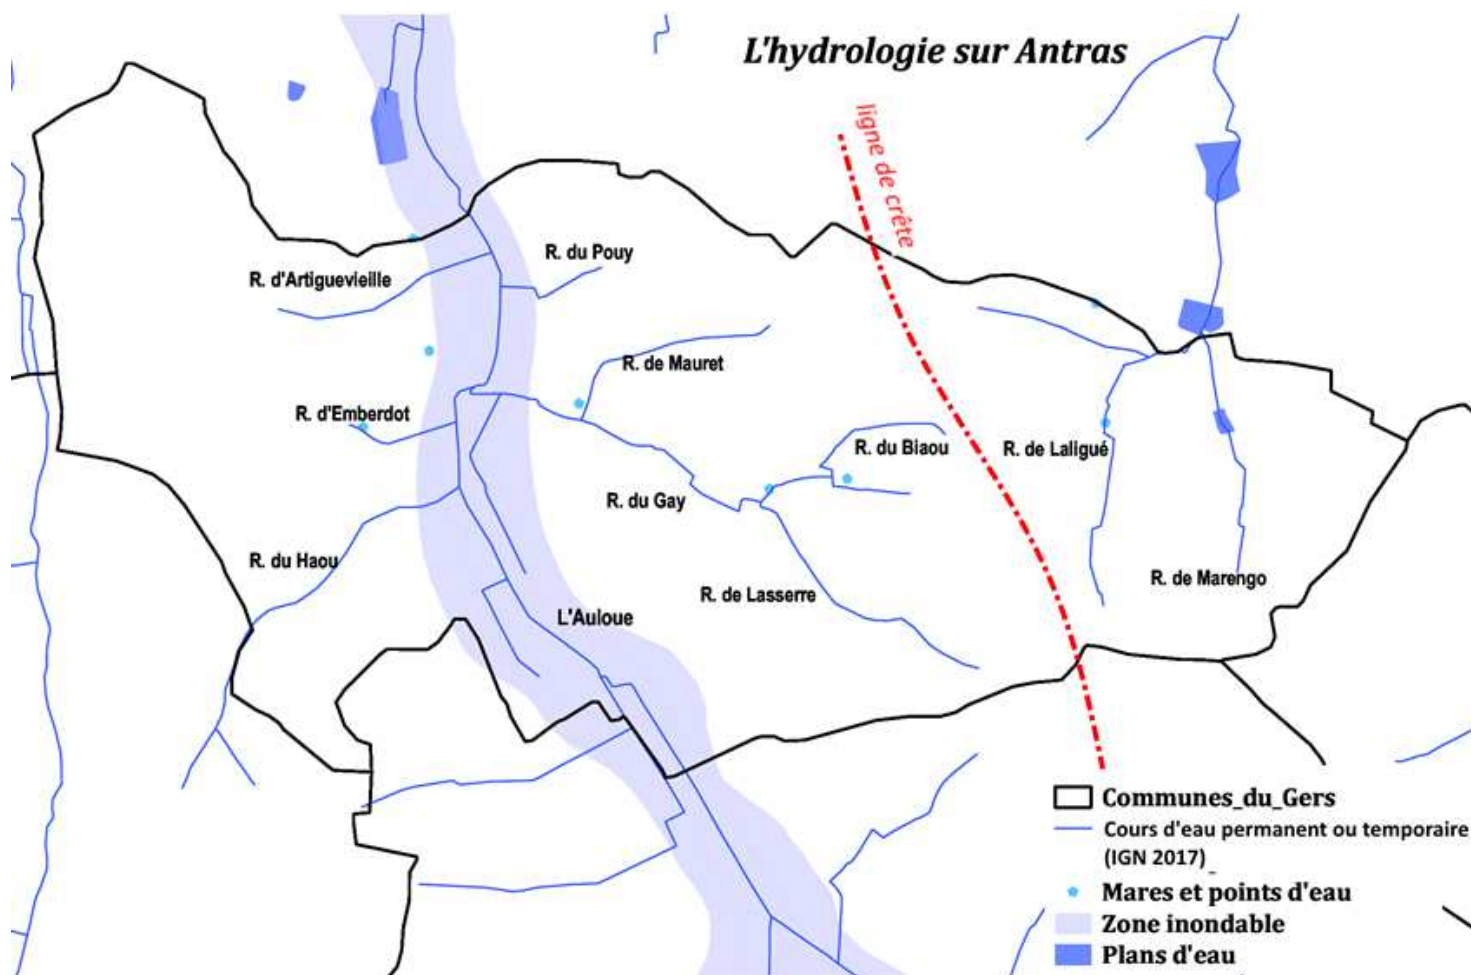 L'hydrologie sur Antras
ligne de crête
R. du Pouy
R. d'Artiguevieille
R. de Mauret
R. d'Emberdot
R. du Biaou
R. de Laligué
R. du Gay
R. du Haou
R. de Marengo
R. de Lasserre
L'Auloue
Communes_du_Gers
Cours d'eau permanent ou temporaire
(IGN 2017)_
Mares et points d'eau
Zone inondable
Plans d'eau